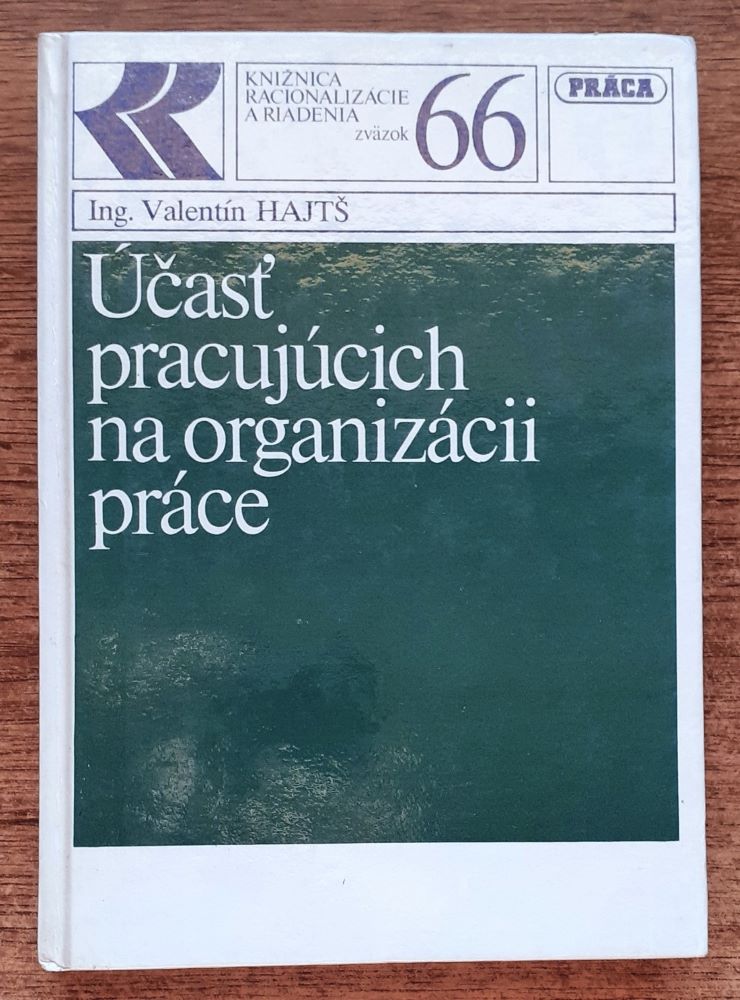 KNIŽNICA
RACIONALIZÁCIE
A RIADENIA
zväzok 66
PRÁCA
Ing. Valentín HAJTŠ
Účasť
pracujúcich
na organizácii
práce